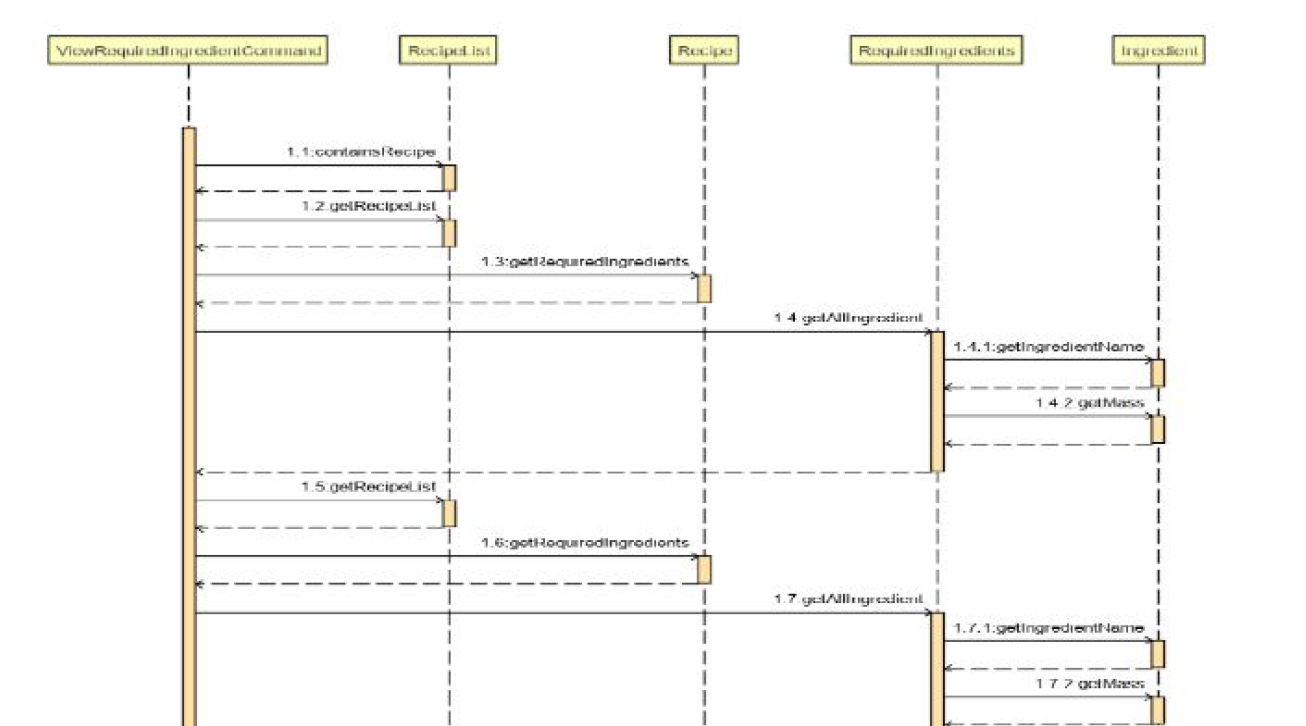 ViewRequiredIngredientCommand RecipeList Recipe RequiredIngredients Ingredient
1.1:containsRecipe
1.2:getRecipeList
1.3:getRequiredIngredients
1.4:getAllIngredient
1.4.1:getIngredientName
1.4.2:getMass
1.5:getRecipeList
1.6:getRequiredIngredients
1.7:getAllIngredient
1.7.1:getIngredientName
1.7.2:getMass